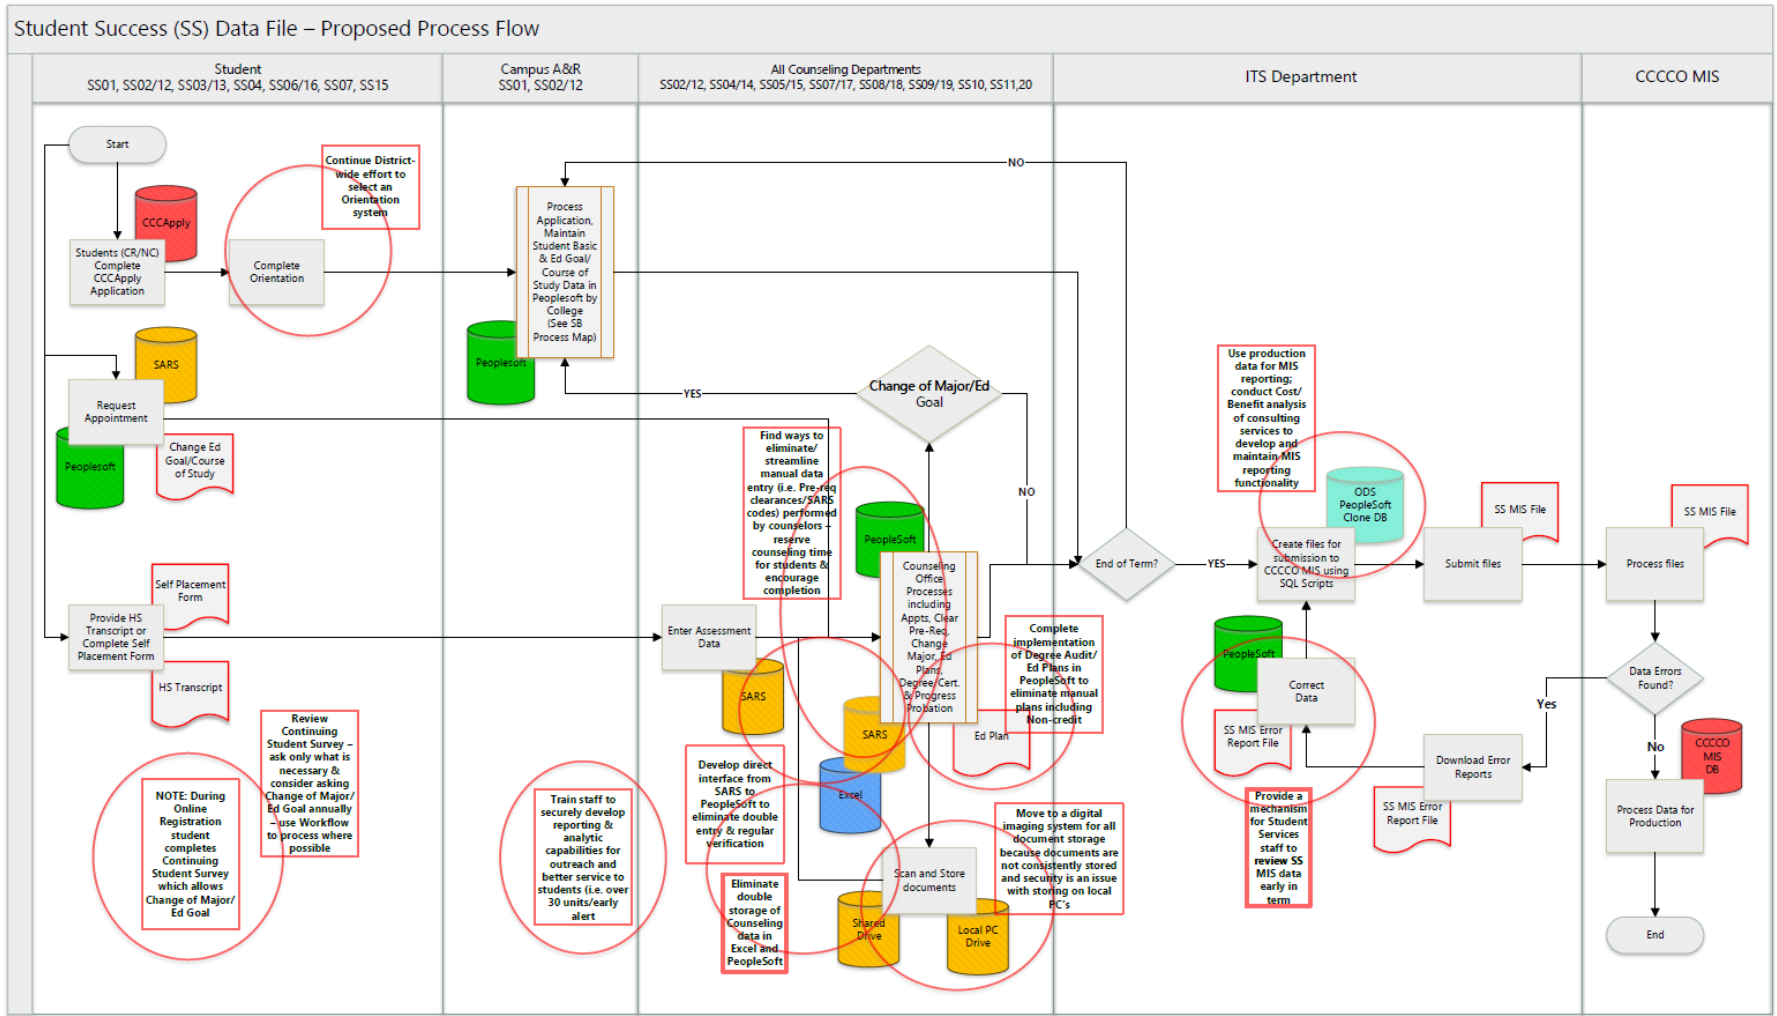 Student Success (SS) Data File – Proposed Process Flow
Student
SS01, SS02/12, SS03/13, SS04, SS06/16, SS07, SS15
Campus A&R
SS01, SS02/12
All Counseling Departments
SS02/12, SS04/14, SS05/15, SS07/17, SS08/18, SS09/19, SS10, SS11,20
ITS Department
CCCCO MIS
Start
CCCApply
Students (CR/NC)
Complete
CCCApply
Application
Complete
Orientation
Continue District-
wide effort to
select an
Orientation
system
SARS
Request
Appointment
Peoplesoft
Change Ed
Goal/Course
of Study
Self Placement
Form
Provide HS
Transcript or
Complete Self
Placement Form
HS Transcript
Review
Continuing
Student Survey –
ask only what is
necessary &
consider asking
Change of Major/
Ed Goal annually
– use Workflow
to process where
possible
NOTE: During
Online
Registration
student
completes
Continuing
Student Survey
which allows
Change of Major/
Ed Goal
Process
Application,
Maintain
Student Basic
& Ed Goal/
Course of
Study Data in
Peoplesoft by
College
(See SB
Process Map)
Peoplesoft
Train staff to
securely develop
reporting &
analytic
capabilities for
outreach and
better service to
students (i.e. over
30 units/early
alert
NO
YES
Change of Major/Ed
Goal
NO
Find ways to
eliminate/
streamline
manual data
entry (i.e. Pre-req
clearances/SARS
codes) performed
by counselors –
reserve
counseling time
for students &
encourage
completion
PeopleSoft
Counseling
Office
Processes
including
Appts, Clear
Pre-Req,
Change
Major, Ed
Plans,
Degree/Cert.
& Progress
Probation
Enter Assessment
Data
SARS
SARS
Excel
Ed Plan
Complete
implementation
of Degree Audit/
Ed Plans in
PeopleSoft to
eliminate manual
plans including
Non-credit
Develop direct
interface from
SARS to
PeopleSoft to
eliminate double
entry & regular
verification
Eliminate
double
storage of
Counseling
data in
Excel and
PeopleSoft
Scan and Store
documents
Shared
Drive
Local PC
Drive
Move to a digital
imaging system for all
document storage
because documents are
not consistently stored
and security is an issue
with storing on local
PC's
End of Term?
YES
Use production
data for MIS
reporting;
conduct Cost/
Benefit analysis
of consulting
services to
develop and
maintain MIS
reporting
functionality
ODS
PeopleSoft
Clone DB
Create files for
submission to
CCCCO MIS using
SQL Scripts
SS MIS File
Submit files
PeopleSoft
Correct
Data
SS MIS Error
Report File
Download Error
Reports
SS MIS Error
Report File
Provide a
mechanism
for Student
Services
staff to
review SS
MIS data
early in
term
SS MIS File
Process files
Data Errors
Found?
Yes
No
CCCCO
MIS
DB
Process Data for
Production
End